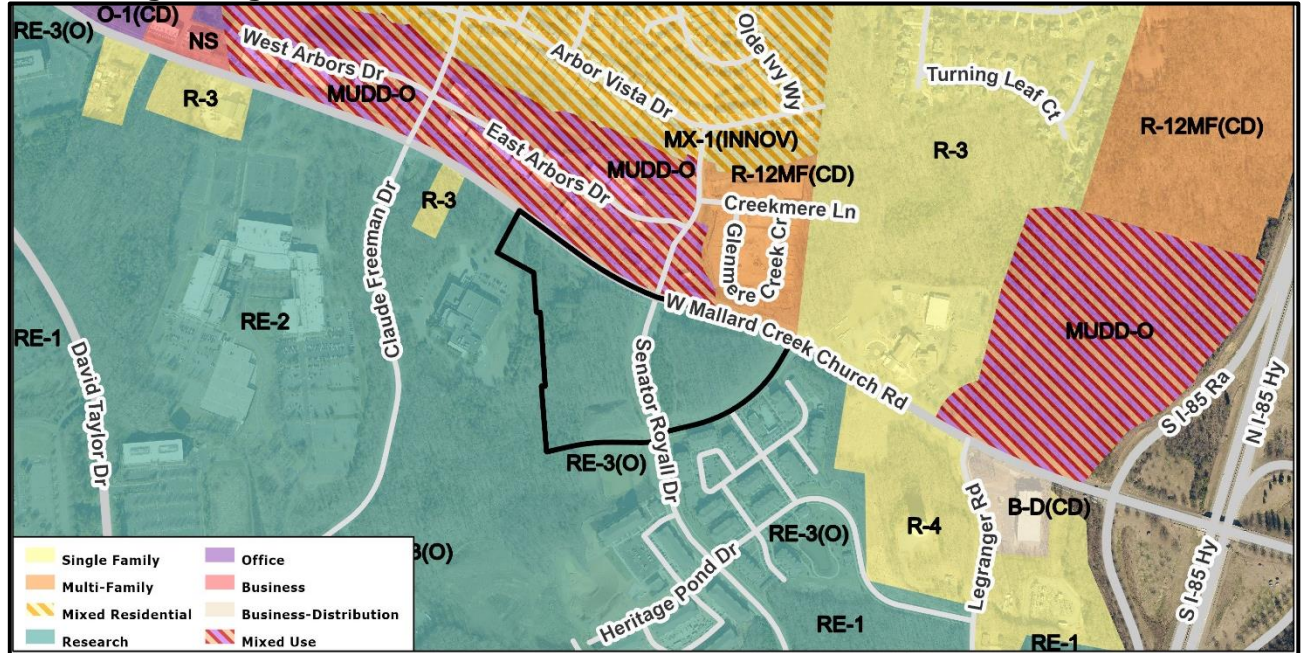 O-1(CD)
RE-3(O)
NS
R-3
West Arbors Dr
MUDD-O
Arbor Vista Dr
Olde Ivy Wy
Turning Leaf Ct
R-12MF(CD)
R-3
MX-1(INNOV)
MUDD-O
R-12MF(CD)
East Arbors Dr
Creekmere Ln
Glenmere Creek Cr
R-3
Claude Freeman Dr
RE-2
RE-1
David Taylor Dr
W Mallard Creek Church Rd
Senator Royall Dr
MUDD-O
S I-85 Ra
N I-85 Hy
S I-85 Hy
RE-3(O)
B-D(CD)
R-4
Legranger Rd
RE-3(O)
Heritage Pond Dr
RE-1
RE-1
3(O)
Single Family
Office
Multi-Family
Business
Mixed Residential
Business-Distribution
Research
Mixed Use